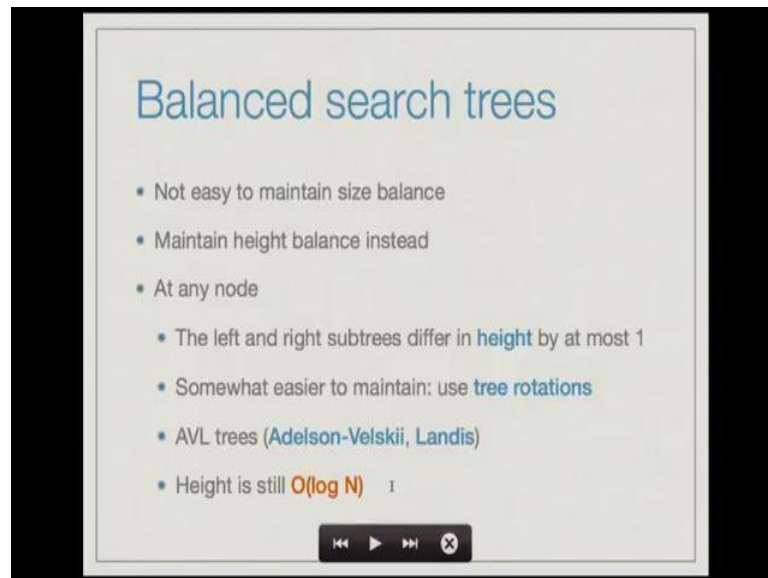 Balanced search trees
• Not easy to maintain size balance
• Maintain height balance instead
• At any node
• The left and right subtrees differ in height by at most 1
• Somewhat easier to maintain: use tree rotations
• AVL trees (Adelson-Velskii, Landis)
• Height is still O(log N)